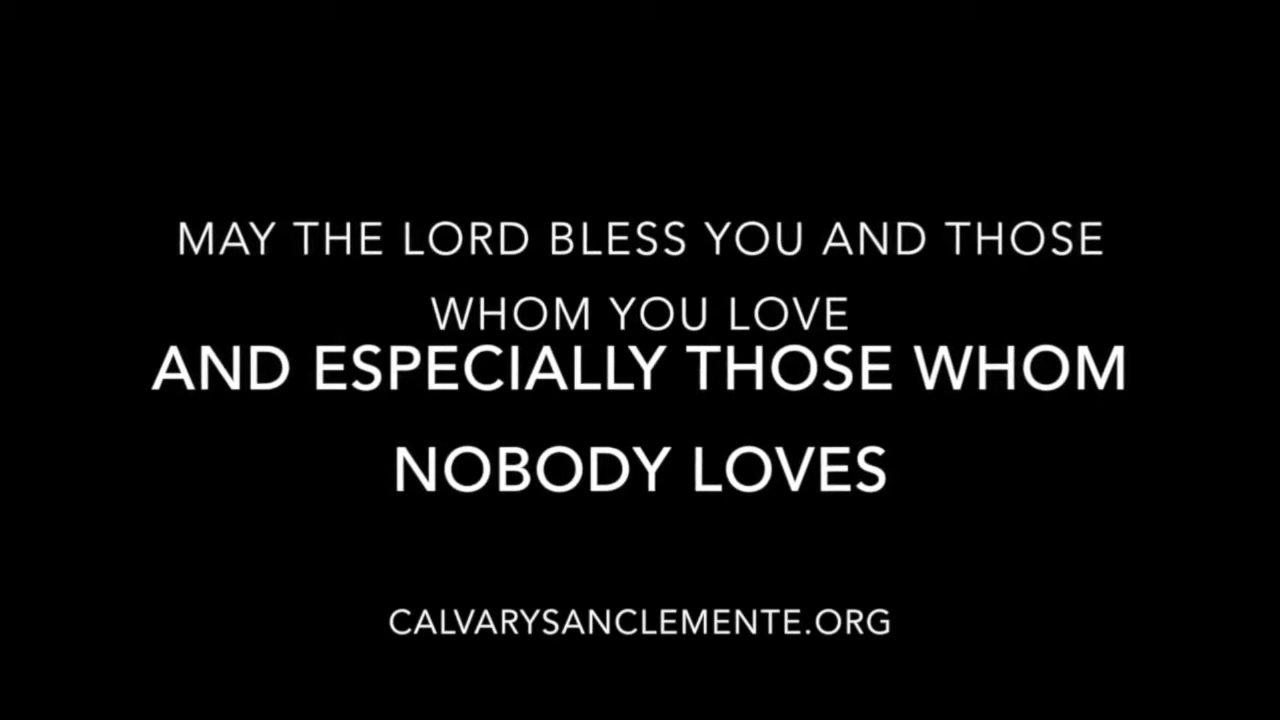 MAY THE LORD BLESS YOU AND THOSE
WHOM YOU LOVE
AND ESPECIALLY THOSE WHOM
NOBODY LOVES
CALVARYSANCLEMENTE.ORG